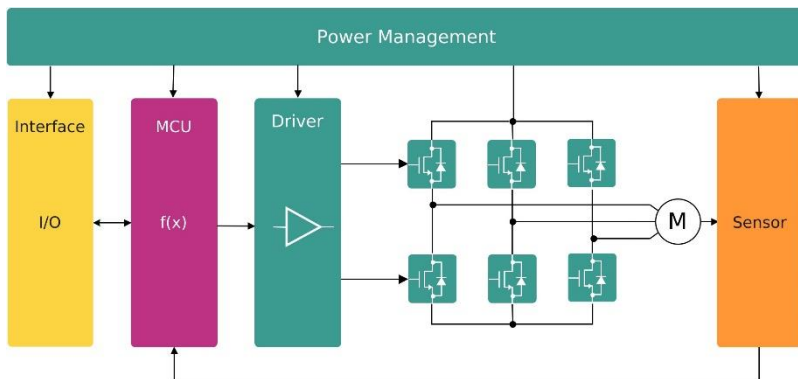 Power Management
Interface
MCU
Driver
I/O
f(x)
M
Sensor